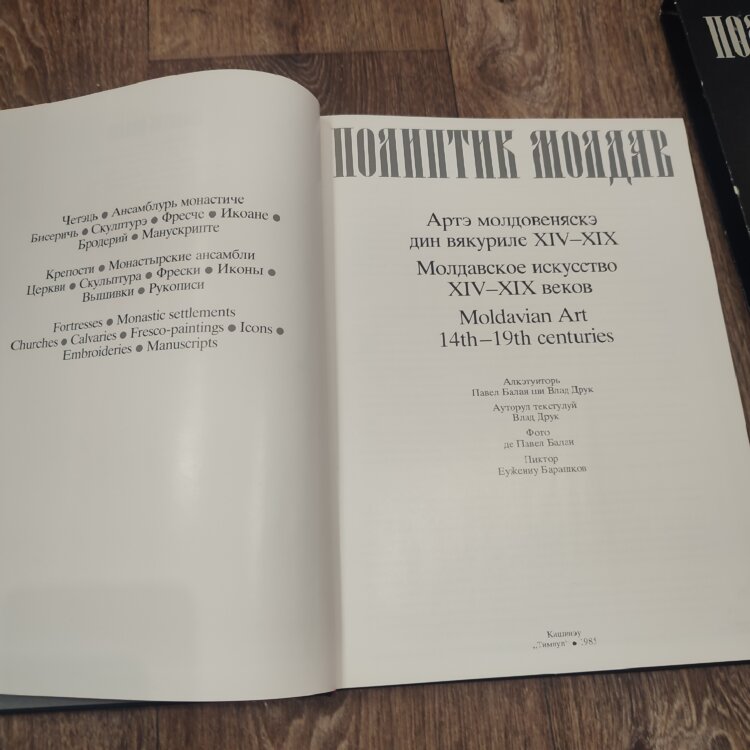 Четэць ● Ансамблурь монастиче
Бисеричь ● Скулптурэ ● Фреске ● Икоане ●
Бродерий ● Манускрипте
Крепости ● Монастырские ансамбли
Церкви ● Скульптура ● Фрески ● Иконы ●
Вышивки ● Рукописи
Fortresses ● Monastic settlements
Churches ● Calvaries ● Fresco-paintings ● Icons ●
Embroideries ● Manuscripts
ПОЛИПТИК МОЛДАВ
Артэ молдовеняскэ
дин вякуриле XIV–XIX
Молдавское искусство
XIV–XIX веков
Moldavian Art
14th–19th centuries
Алкэтуиторь
Павел Балан ши Влад Друк
Ауторул текстулуй
Влад Друк
Фото
де Павел Балан
Пиктор
Еуӂениу Барашков
Кишинэу
„Тимпул" ● 1985